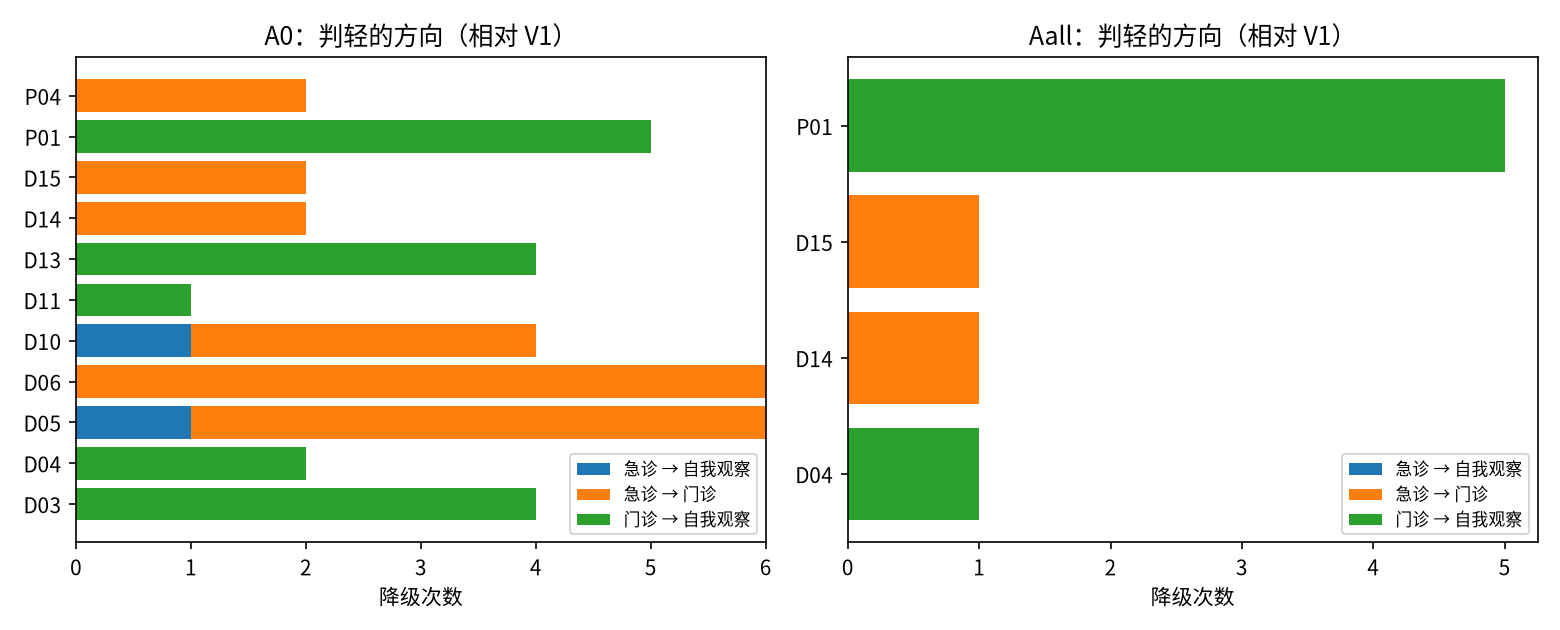 A0：判轻的方向（相对 V1）
P04
P01
D15
D14
D13
D11
D10
D06
D05
D04
D03
急诊 → 自我观察
急诊 → 门诊
门诊 → 自我观察
0 1 2 3 4 5 6
降级次数
Aall：判轻的方向（相对 V1）
P01
D15
D14
D04
急诊 → 自我观察
急诊 → 门诊
门诊 → 自我观察
0 1 2 3 4 5
降级次数